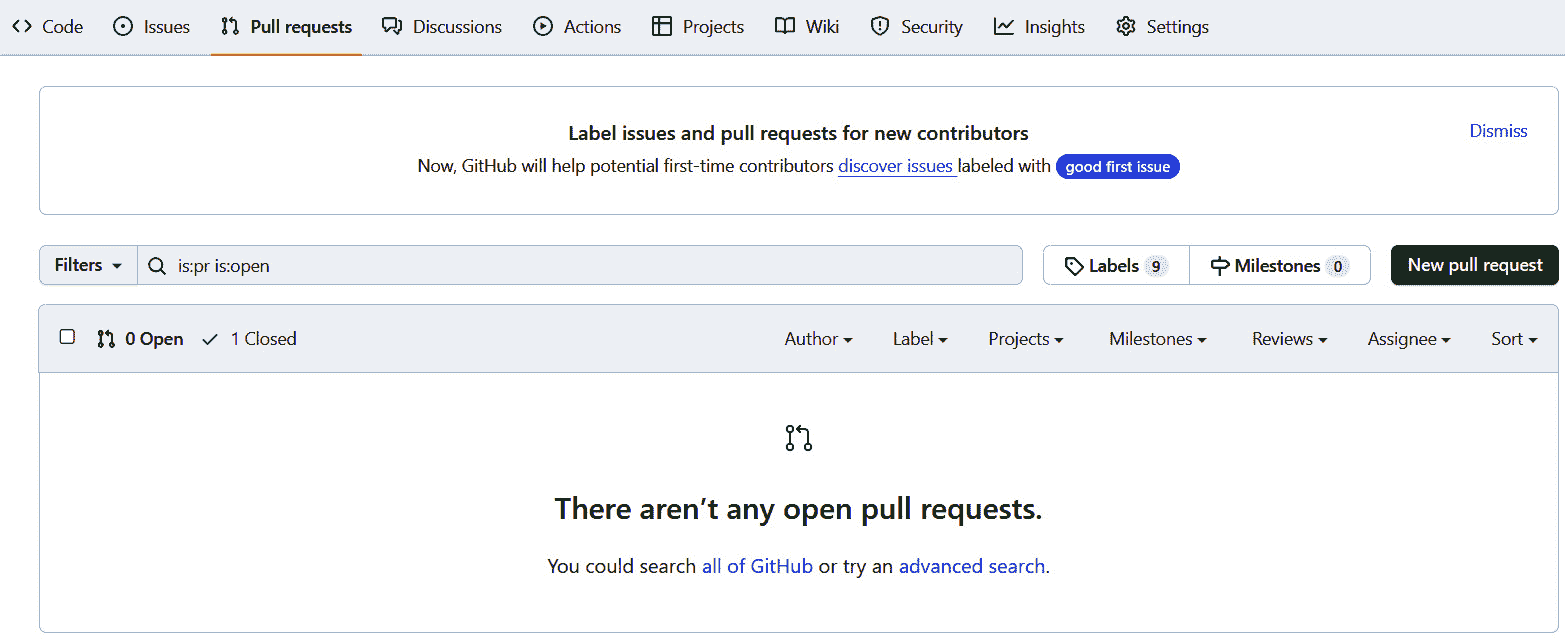 Code Issues Pull requests Discussions Actions Projects Wiki Security Insights Settings
Label issues and pull requests for new contributors
Dismiss
Now, GitHub will help potential first-time contributors discover issues labeled with good first issue
Filters is:pr is:open Labels 9 Milestones 0 New pull request
0 Open 1 Closed Author Label Projects Milestones Reviews Assignee Sort
There aren’t any open pull requests.
You could search all of GitHub or try an advanced search.